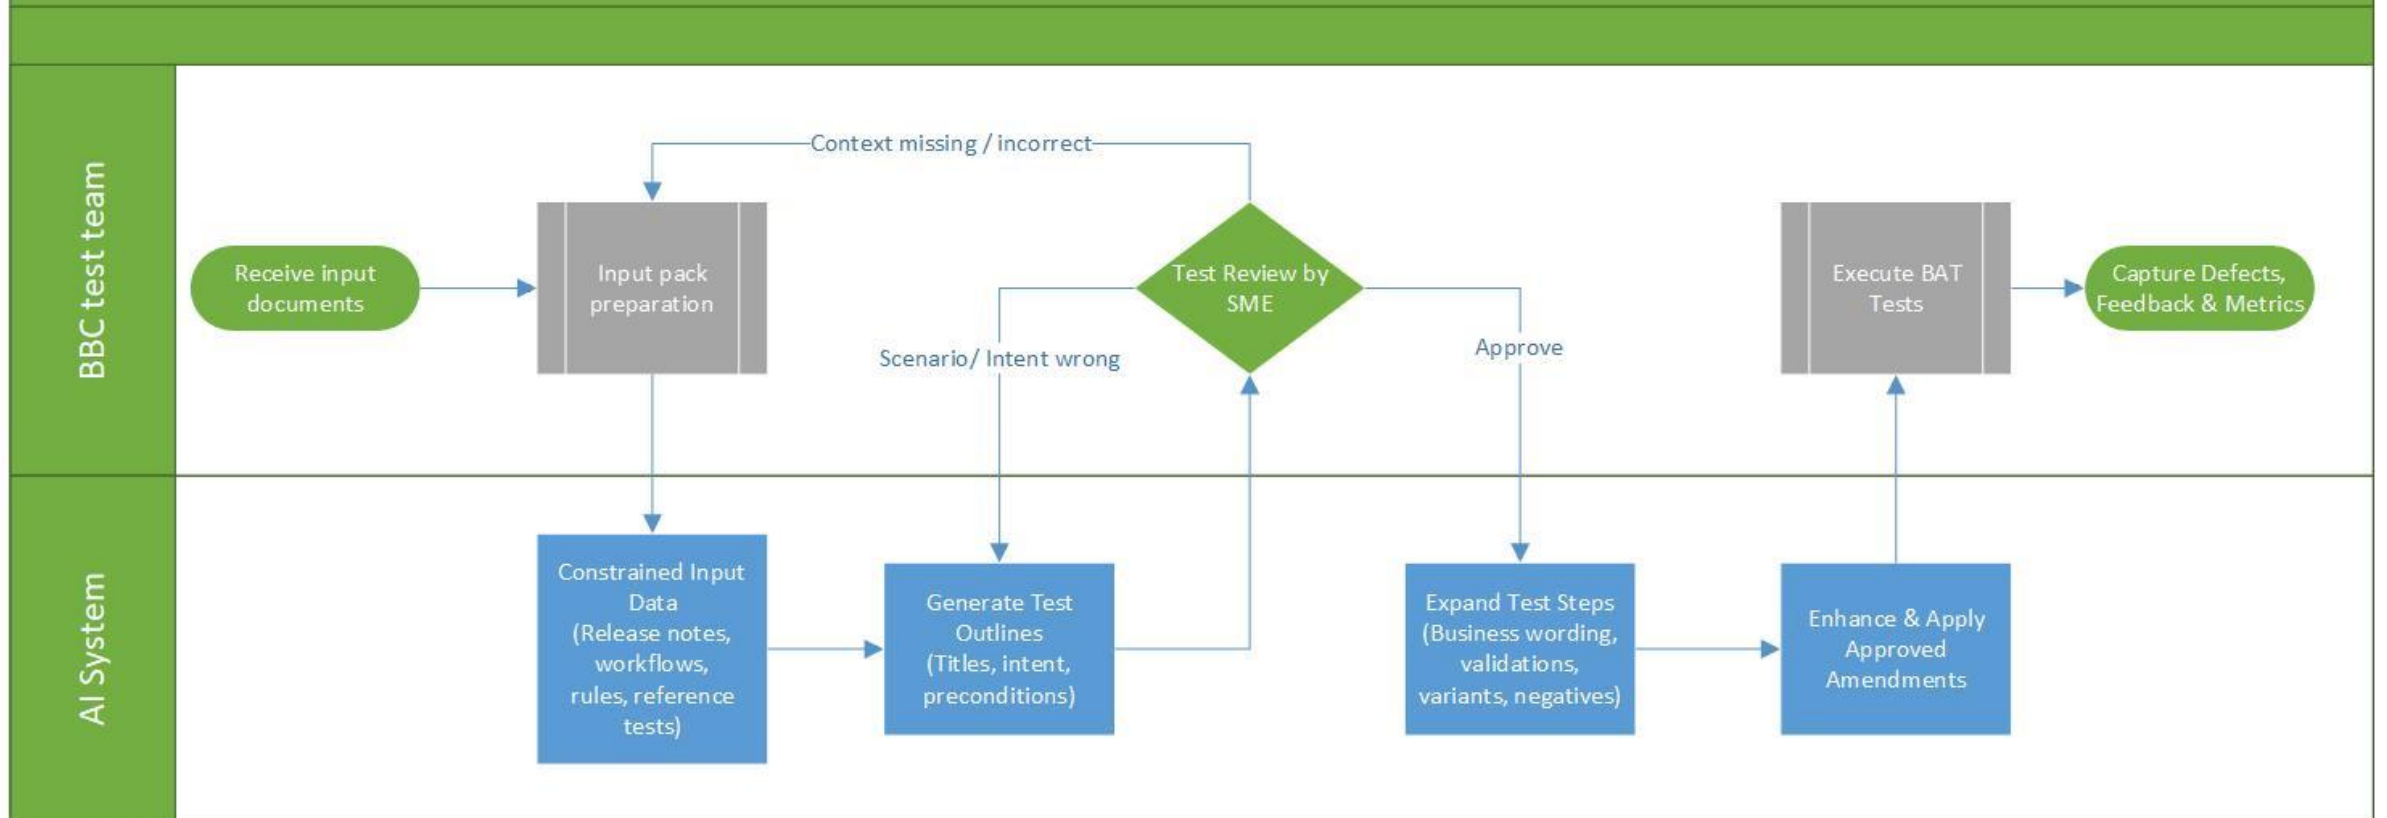 BBC test team
Receive input
documents
Input pack
preparation
Context missing / incorrect
Test Review by
SME
Scenario/ Intent wrong
Approve
Execute BAT
Tests
Capture Defects,
Feedback & Metrics
AI System
Constrained Input
Data
(Release notes,
workflows,
rules, reference
tests)
Generate Test
Outlines
(Titles, intent,
preconditions)
Expand Test Steps
(Business wording,
validations,
variants, negatives)
Enhance & Apply
Approved
Amendments